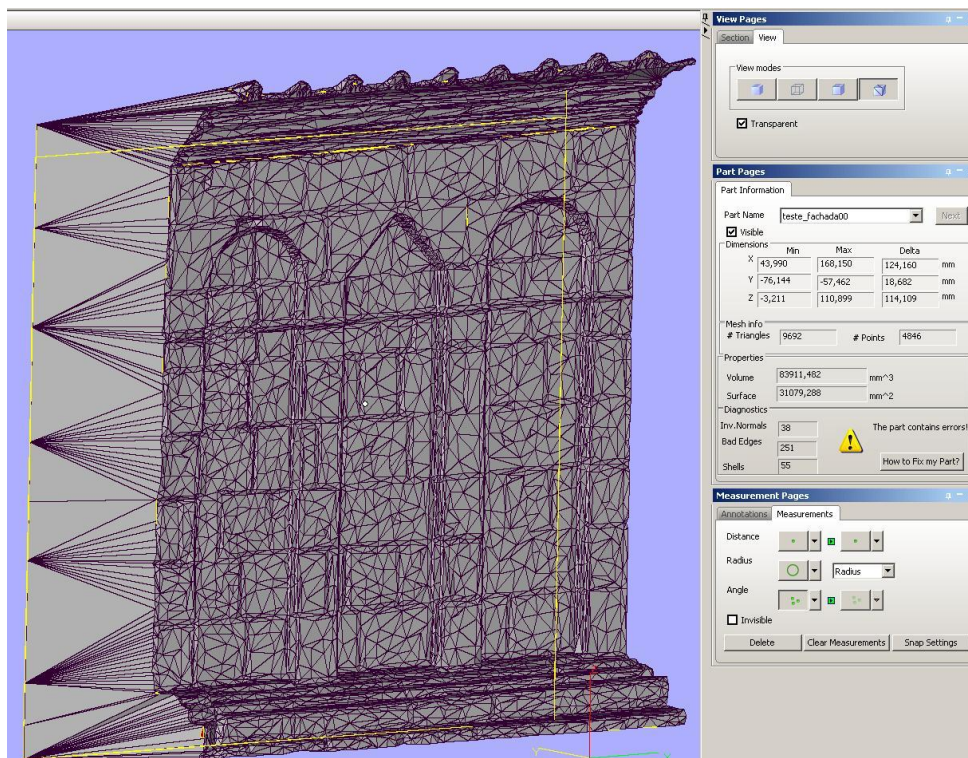 View Pages
Section View
View modes
Transparent
Part Pages
Part Information
Part Name teste_fachada00 Next
Visible
Dimensions
Min Max Delta
X 43,990 168,150 124,160 mm
Y -76,144 -57,462 18,682 mm
Z -3,211 110,899 114,109 mm
Mesh info
# Triangles 9692 # Points 4846
Properties
Volume 83911,482 mm^3
Surface 31079,288 mm^2
Diagnostics
Inv.Normals 38 The part contains errors!
Bad Edges 251
Shells 55 How to Fix my Part?
Measurement Pages
Annotations Measurements
Distance
Radius Radius
Angle
Invisible
Delete Clear Measurements Snap Settings